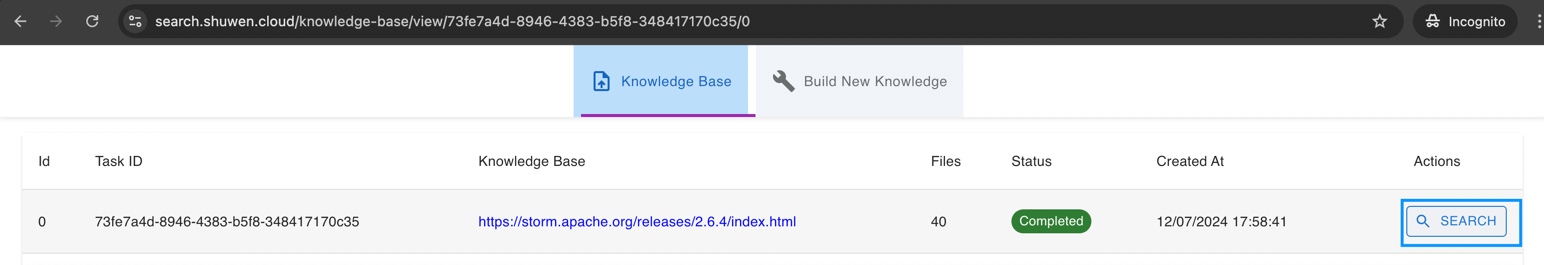 search.shuwen.cloud/knowledge-base/view/73fe7a4d-8946-4383-b5f8-348417170c35/0 Incognito
Knowledge Base Build New Knowledge
Id Task ID Knowledge Base Files Status Created At Actions
0 73fe7a4d-8946-4383-b5f8-348417170c35 https://storm.apache.org/releases/2.6.4/index.html 40 Completed 12/07/2024 17:58:41 SEARCH